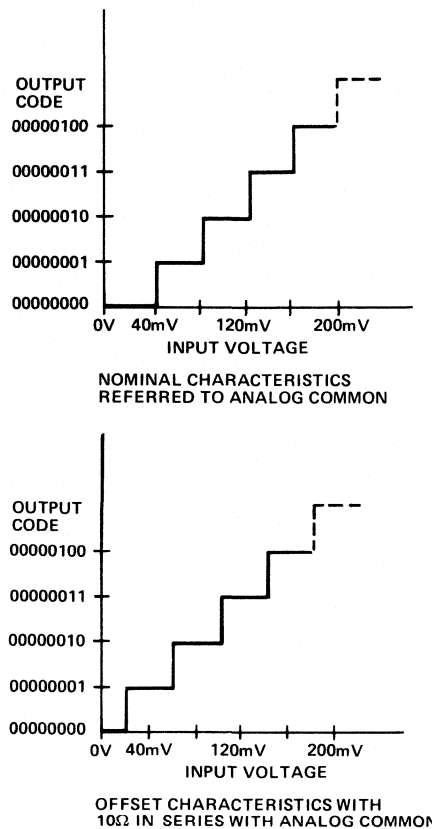 OUTPUT
CODE
00000100
00000011
00000010
00000001
00000000
0V 40mV 120mV 200mV
INPUT VOLTAGE
NOMINAL CHARACTERISTICS
REFERRED TO ANALOG COMMON
OUTPUT
CODE
00000100
00000011
00000010
00000001
00000000
0V 40mV 120mV 200mV
INPUT VOLTAGE
OFFSET CHARACTERISTICS WITH
10Ω IN SERIES WITH ANALOG COMMON